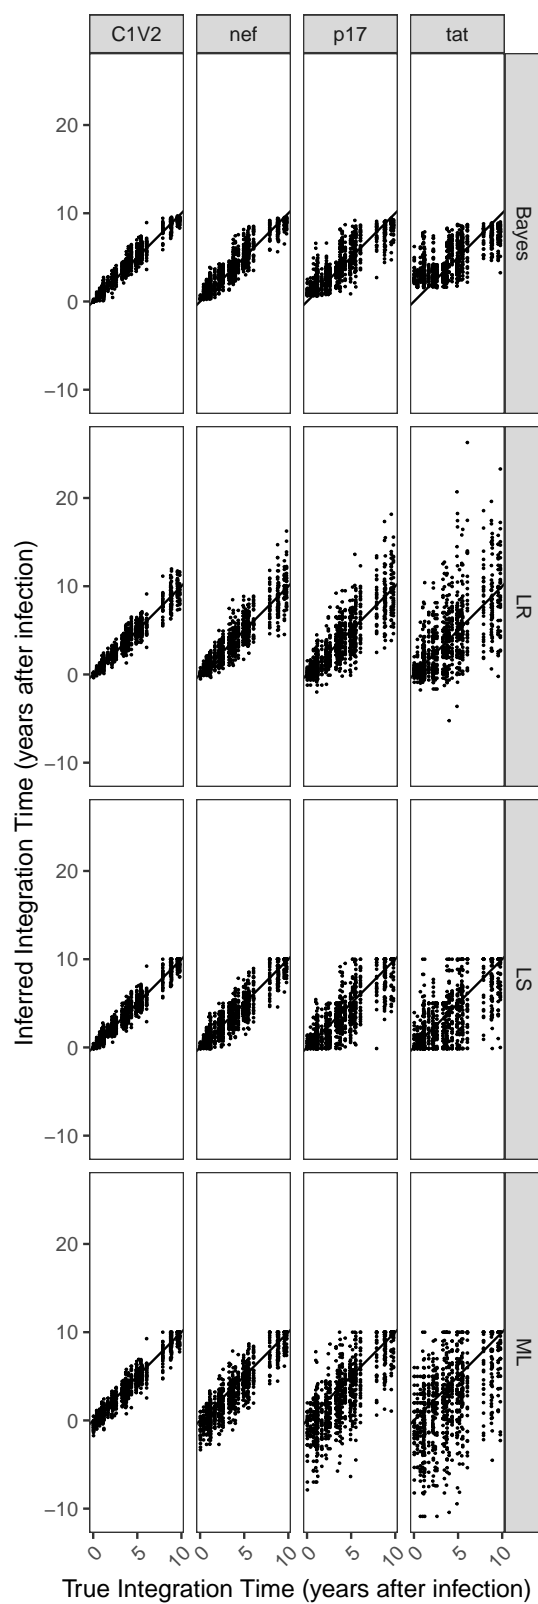 C1V2 nef p17 tat
20
10
0
−10
Bayes
20
10
0
−10
LR
20
10
0
−10
LS
20
10
0
−10
ML
Inferred Integration Time (years after infection)
0 5 10 0 5 10 0 5 10 0 5 10
True Integration Time (years after infection)